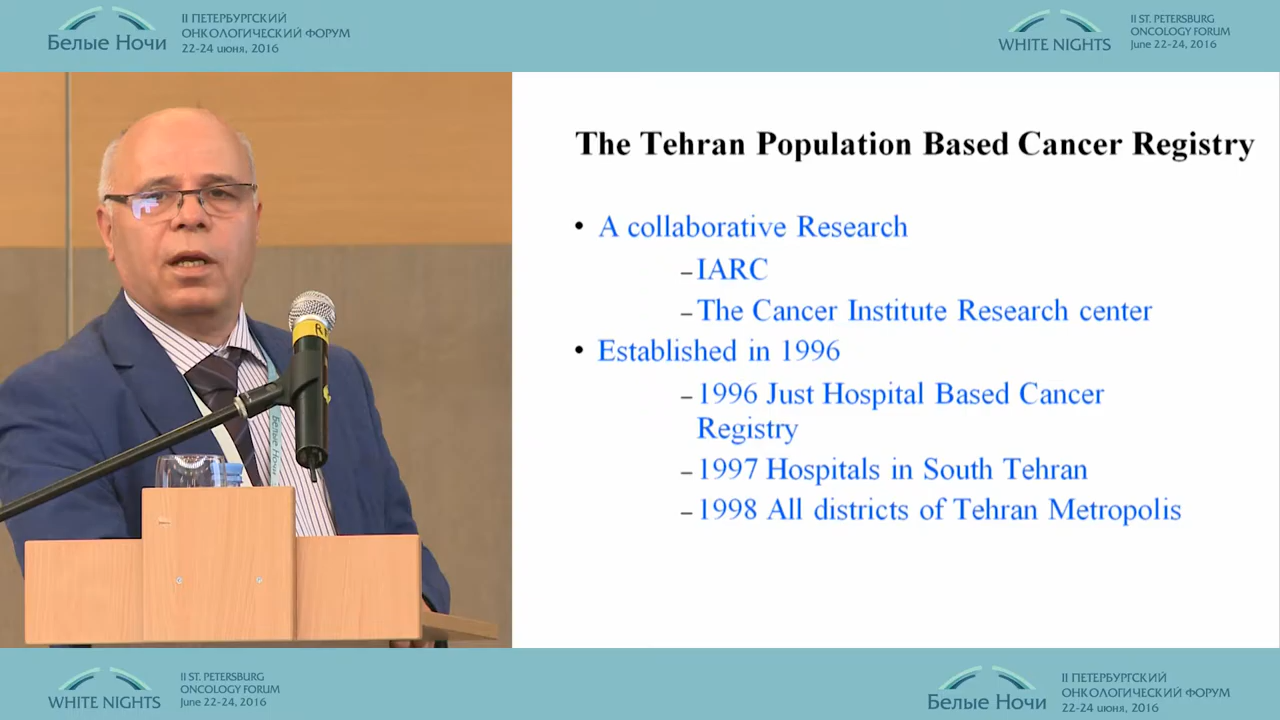 II ПЕТЕРБУРГСКИЙ
ОНКОЛОГИЧЕСКИЙ ФОРУМ
22-24 июня, 2016
Белые Ночи
II ST. PETERSBURG
ONCOLOGY FORUM
June 22-24, 2016
WHITE NIGHTS
The Tehran Population Based Cancer Registry
• A collaborative Research
–IARC
–The Cancer Institute Research center
• Established in 1996
–1996 Just Hospital Based Cancer
Registry
–1997 Hospitals in South Tehran
–1998 All districts of Tehran Metropolis
Белые Ночи
II ST. PETERSBURG
ONCOLOGY FORUM
June 22-24, 2016
WHITE NIGHTS
II ПЕТЕРБУРГСКИЙ
ОНКОЛОГИЧЕСКИЙ ФОРУМ
22-24 июня, 2016
Белые Ночи